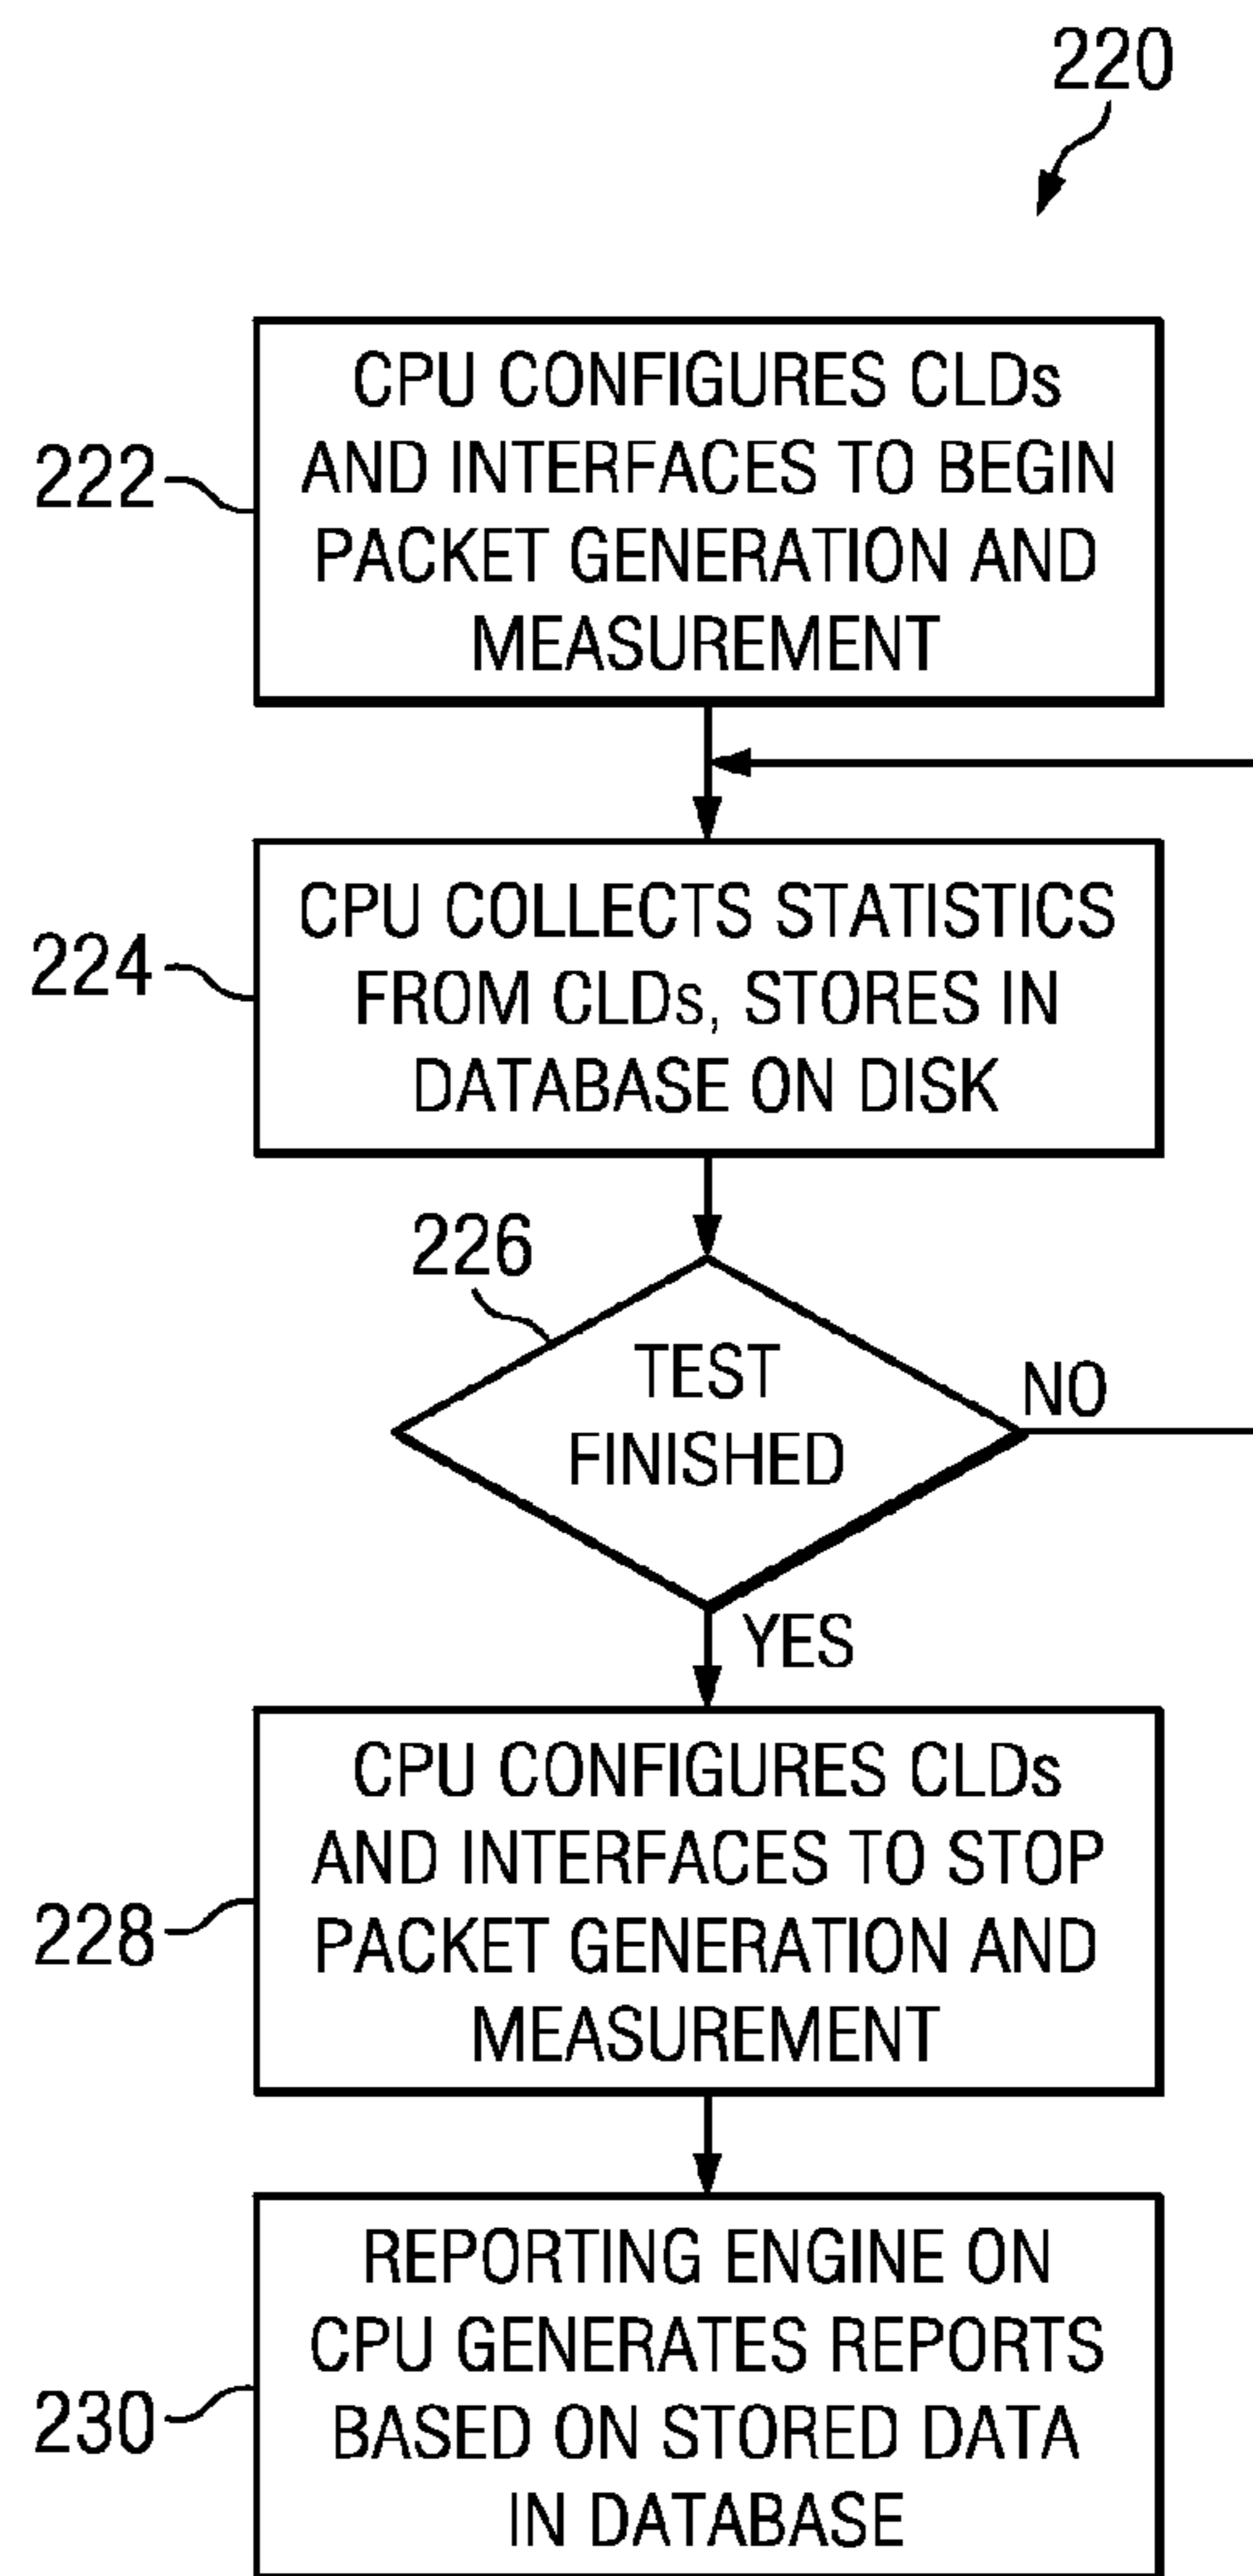 220
222
CPU CONFIGURES CLDs
AND INTERFACES TO BEGIN
PACKET GENERATION AND
MEASUREMENT
224
CPU COLLECTS STATISTICS
FROM CLDs, STORES IN
DATABASE ON DISK
226
TEST
FINISHED
NO
YES
228
CPU CONFIGURES CLDs
AND INTERFACES TO STOP
PACKET GENERATION AND
MEASUREMENT
230
REPORTING ENGINE ON
CPU GENERATES REPORTS
BASED ON STORED DATA
IN DATABASE